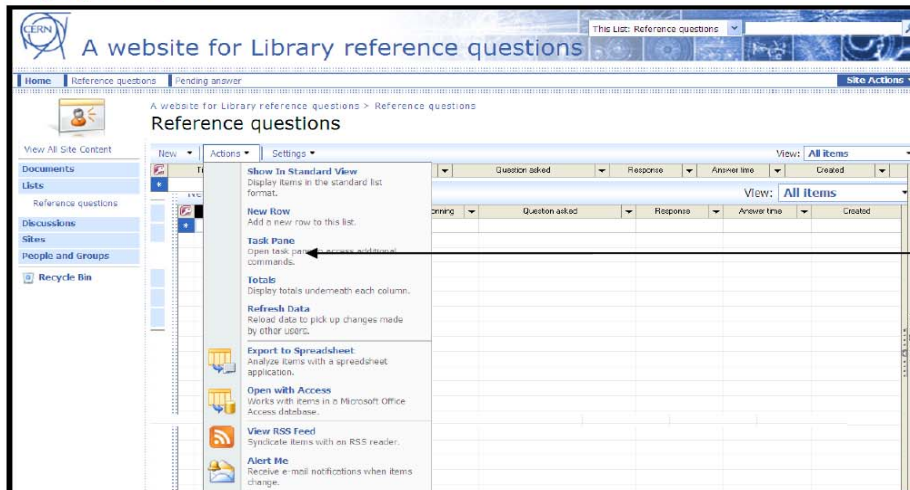 CERN
A website for Library reference questions
This List: Reference questions
Home Reference questions Pending answer
Site Actions
A website for Library reference questions > Reference questions
Reference questions
View All Site Content
New Actions Settings
View: All items
Documents
Lists
Reference questions
Discussions
Sites
People and Groups
Recycle Bin
Show In Standard View
Display items in the standard list
format.
New Row
Add a new row to this list.
Task Pane
Open task pane to access additional
commands.
Totals
Display totals underneath each column.
Refresh Data
Reload data to pick up changes made
by other users.
Export to Spreadsheet
Analyze items with a spreadsheet
application.
Open with Access
Works with items in a Microsoft Office
Access database.
View RSS Feed
Syndicate items with an RSS reader.
Alert Me
Receive e-mail notifications when items
change.
Question asked Response Answer time Created
View: All items
Question asked Response Answer time Created